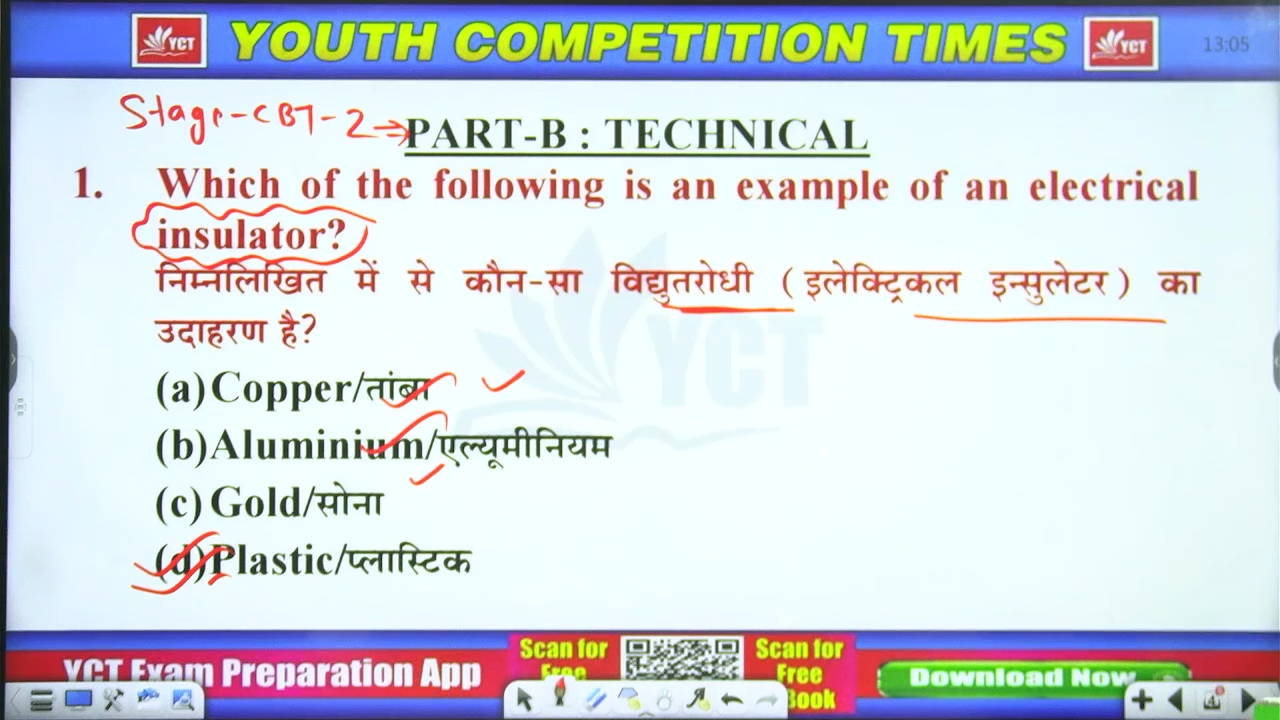 YCT
YOUTH COMPETITION TIMES
YCT
13:05
Stage-CBT-2
PART-B : TECHNICAL
1. Which of the following is an example of an electrical
insulator?
निम्नलिखित में से कौन-सा विद्युतरोधी (इलेक्ट्रिकल इन्सुलेटर) का
उदाहरण है?
YCT
(a) Copper/तांबा
(b) Aluminium/एल्यूमीनियम
(c) Gold/सोना
(d) Plastic/प्लास्टिक
YCT Exam Preparation App
Scan for
Free
Scan for
Free
Book
Download Now